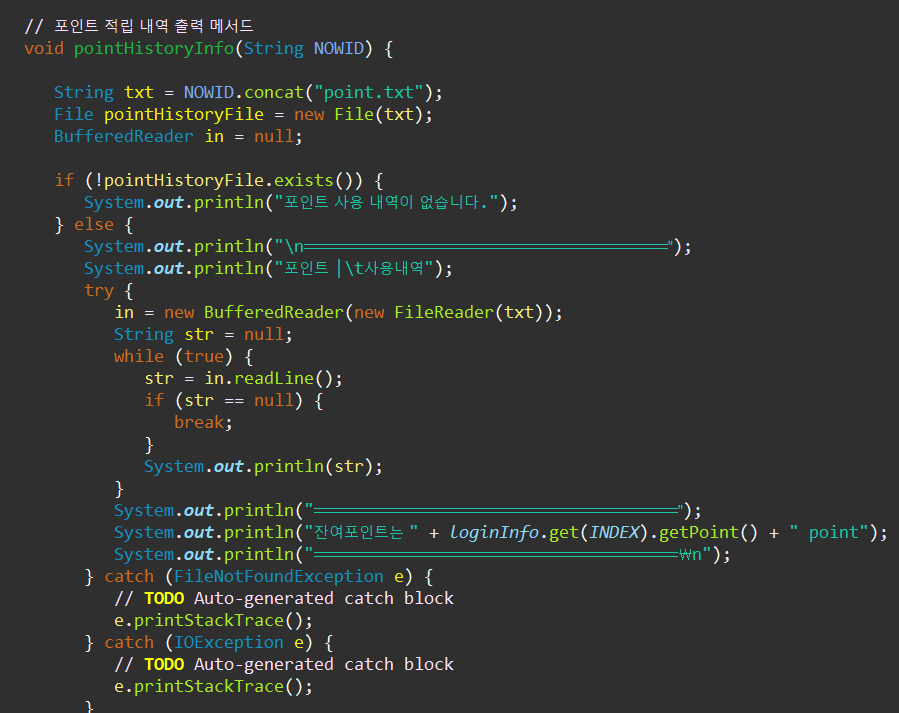 // 포인트 적립 내역 출력 메서드
void pointHistoryInfo(String NOWID) {
String txt = NOWID.concat("point.txt");
File pointHistoryFile = new File(txt);
BufferedReader in = null;
if (!pointHistoryFile.exists()) {
System.out.println("포인트 사용 내역이 없습니다.");
} else {
System.out.println("\n═════════════════════════════════════");
System.out.println("포인트 |\t사용내역");
try {
in = new BufferedReader(new FileReader(txt));
String str = null;
while (true) {
str = in.readLine();
if (str == null) {
break;
}
System.out.println(str);
}
System.out.println("═════════════════════════════════════");
System.out.println("잔여포인트는 " + loginInfo.get(INDEX).getPoint() + " point");
System.out.println("═════════════════════════════════════₩n");
} catch (FileNotFoundException e) {
// TODO Auto-generated catch block
e.printStackTrace();
} catch (IOException e) {
// TODO Auto-generated catch block
e.printStackTrace();
}